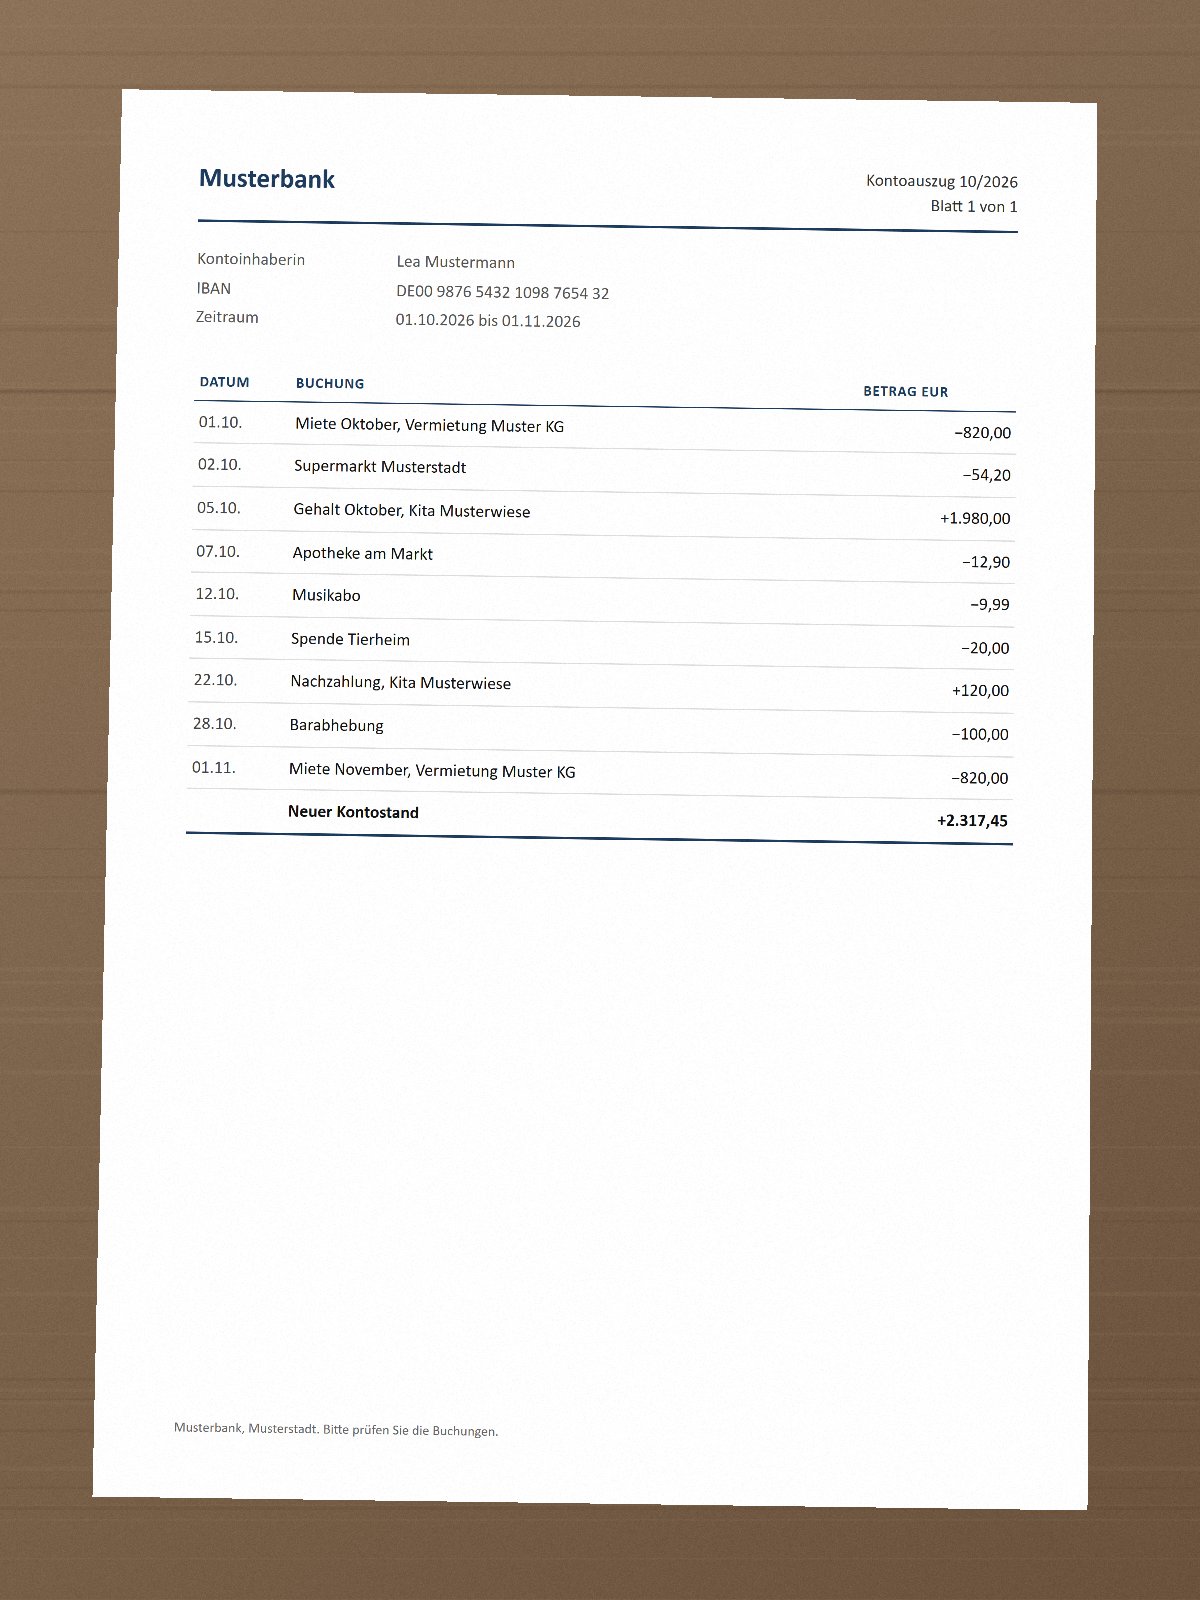 Musterbank
Kontoauszug 10/2026
Blatt 1 von 1
Kontoinhaberin Lea Mustermann
IBAN DE00 9876 5432 1098 7654 32
Zeitraum 01.10.2026 bis 01.11.2026
DATUM BUCHUNG BETRAG EUR
01.10. Miete Oktober, Vermietung Muster KG −820,00
02.10. Supermarkt Musterstadt −54,20
05.10. Gehalt Oktober, Kita Musterwiese +1.980,00
07.10. Apotheke am Markt −12,90
12.10. Musikabo −9,99
15.10. Spende Tierheim −20,00
22.10. Nachzahlung, Kita Musterwiese +120,00
28.10. Barabhebung −100,00
01.11. Miete November, Vermietung Muster KG −820,00
Neuer Kontostand +2.317,45
Musterbank, Musterstadt. Bitte prüfen Sie die Buchungen.